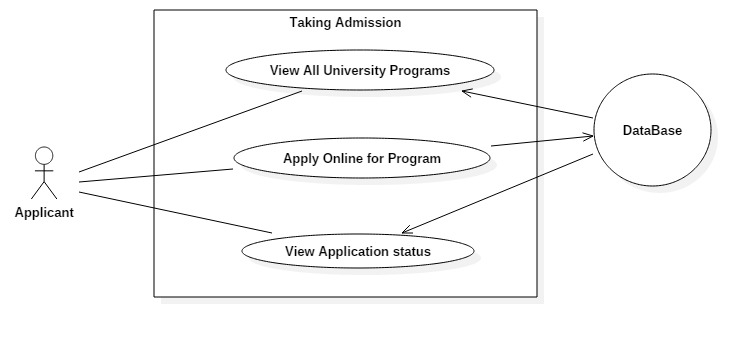 Taking Admission
View All University Programs
DataBase
Apply Online for Program
Applicant
View Application status